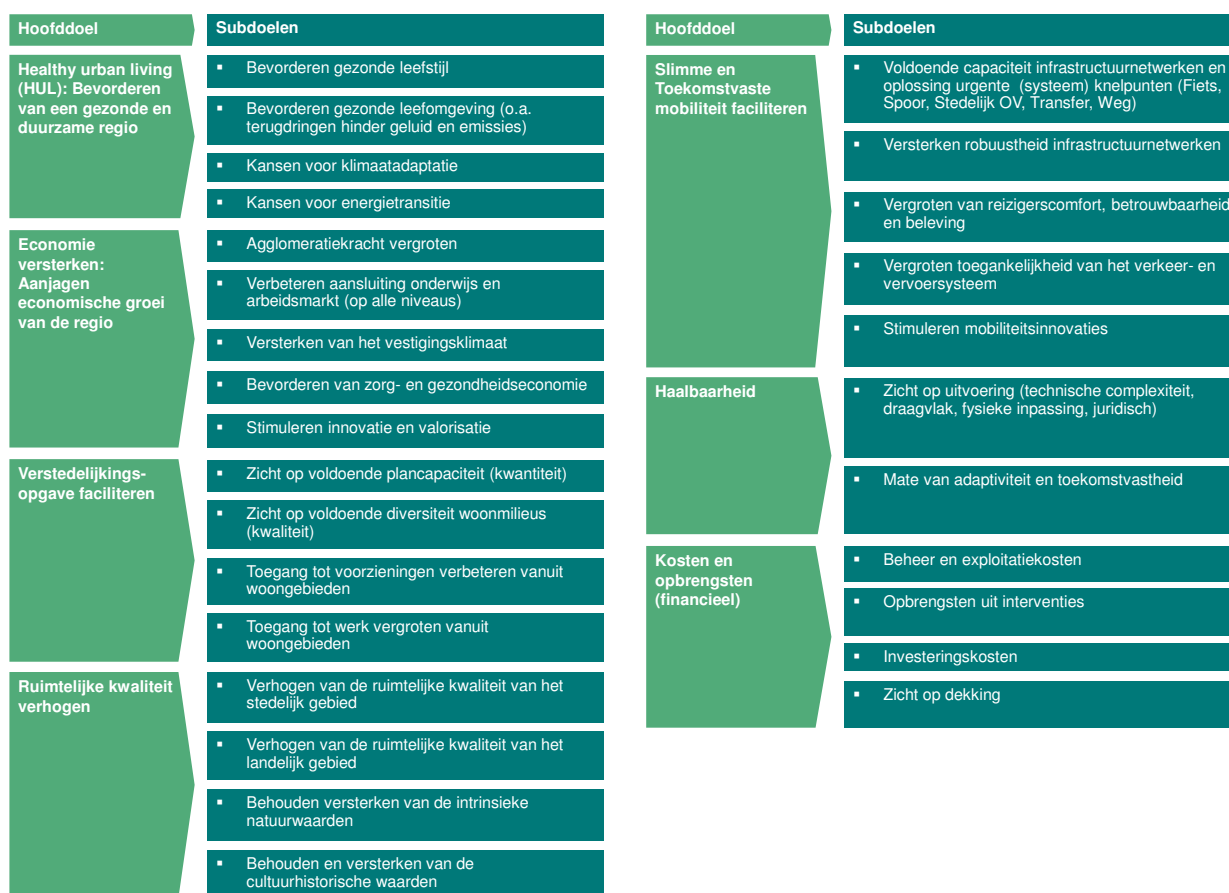 Hoofddoel
Subdoelen
Healthy urban living
(HUL): Bevorderen
van een gezonde en
duurzame regio
▪ Bevorderen gezonde leefstijl
▪ Bevorderen gezonde leefomgeving (o.a.
terugdringen hinder geluid en emissies)
▪ Kansen voor klimaatadaptatie
▪ Kansen voor energietransitie
Economie
versterken:
Aanjagen
economische groei
van de regio
▪ Agglomeratiekracht vergroten
▪ Verbeteren aansluiting onderwijs en
arbeidsmarkt (op alle niveaus)
▪ Versterken van het vestigingsklimaat
▪ Bevorderen van zorg- en gezondheidseconomie
▪ Stimuleren innovatie en valorisatie
Verstedelijkings-
opgave faciliteren
▪ Zicht op voldoende plancapaciteit (kwantiteit)
▪ Zicht op voldoende diversiteit woonmilieus
(kwaliteit)
▪ Toegang tot voorzieningen verbeteren vanuit
woongebieden
▪ Toegang tot werk vergroten vanuit
woongebieden
Ruimtelijke kwaliteit
verhogen
▪ Verhogen van de ruimtelijke kwaliteit van het
stedelijk gebied
▪ Verhogen van de ruimtelijke kwaliteit van het
landelijk gebied
▪ Behouden versterken van de intrinsieke
natuurwaarden
▪ Behouden en versterken van de
cultuurhistorische waarden
Hoofddoel
Subdoelen
Slimme en
Toekomstvaste
mobiliteit faciliteren
▪ Voldoende capaciteit infrastructuurnetwerken en
oplossing urgente (systeem) knelpunten (Fiets,
Spoor, Stedelijk OV, Transfer, Weg)
▪ Versterken robuustheid infrastructuurnetwerken
▪ Vergroten van reizigerscomfort, betrouwbaarheid
en beleving
▪ Vergroten toegankelijkheid van het verkeer- en
vervoersysteem
▪ Stimuleren mobiliteitsinnovaties
Haalbaarheid
▪ Zicht op uitvoering (technische complexiteit,
draagvlak, fysieke inpassing, juridisch)
▪ Mate van adaptiviteit en toekomstvastheid
Kosten en
opbrengsten
(financieel)
▪ Beheer en exploitatiekosten
▪ Opbrengsten uit interventies
▪ Investeringskosten
▪ Zicht op dekking